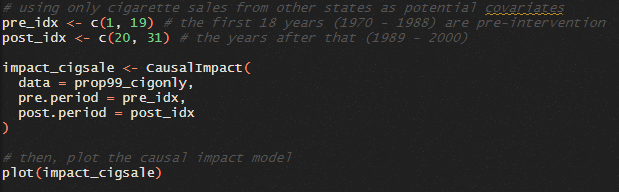 # using only cigarette sales from other states as potential covariates
pre_idx <- c(1, 19) # the first 18 years (1970 - 1988) are pre-intervention
post_idx <- c(20, 31) # the years after that (1989 - 2000)
impact_cigsale <- CausalImpact(
data = prop99_cigonly,
pre.period = pre_idx,
post.period = post_idx
)
# then, plot the causal impact model
plot(impact_cigsale)